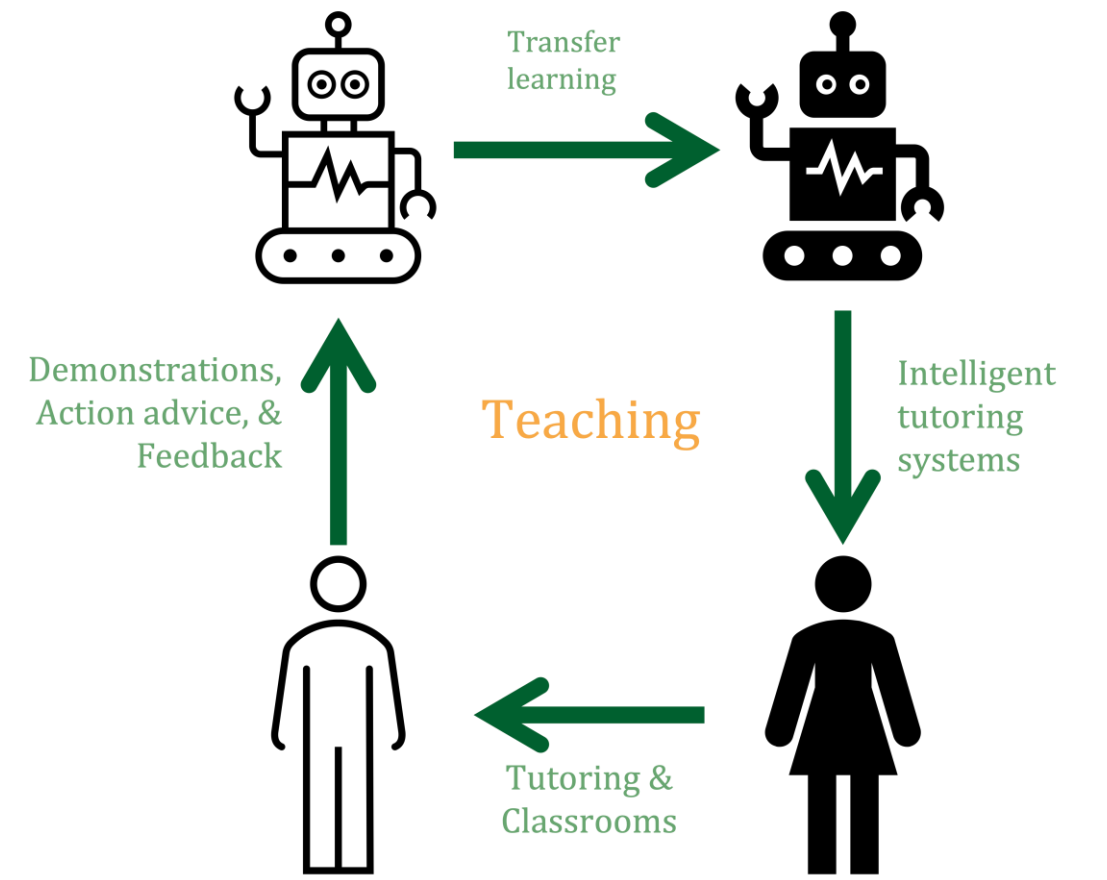 Transfer
learning
Demonstrations,
Action advice, &
Feedback
Teaching
Intelligent
tutoring
systems
Tutoring &
Classrooms